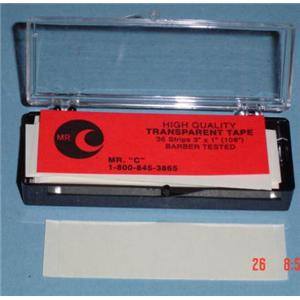 MR
HIGH QUALITY
TRANSPARENT TAPE
36 Strips 3" x 1" (108")
BARBER TESTED
MR. "C"
1-800-845-3865
26 8:5